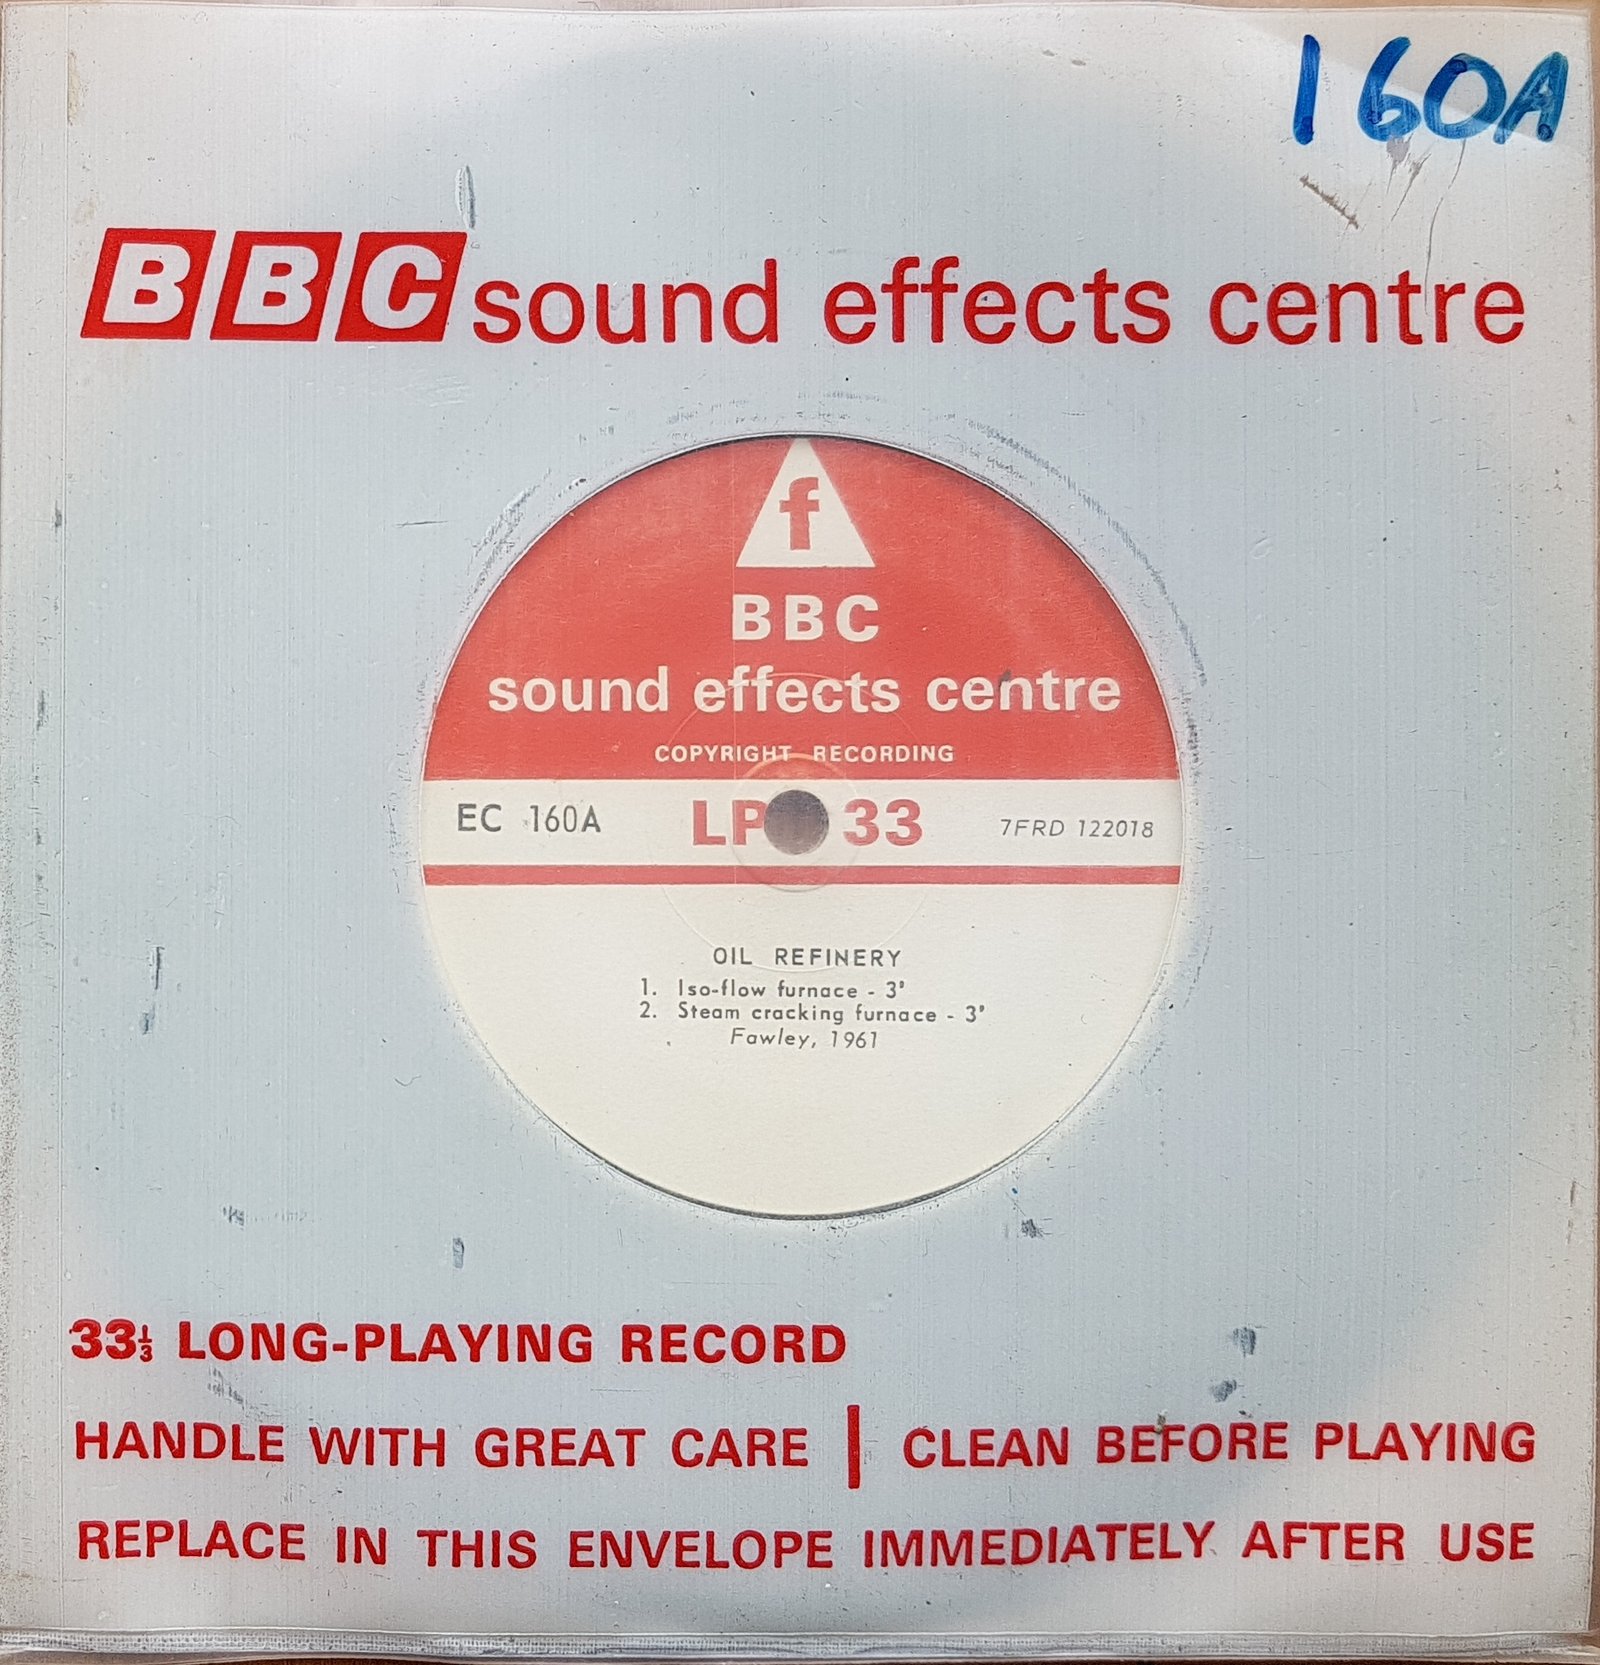 160A
BBC sound effects centre
f
BBC
sound effects centre
COPYRIGHT RECORDING
EC 160A LP 33 7FRD 122018
OIL REFINERY
1. Iso-flow furnace - 3'
2. Steam cracking furnace - 3'
Fawley, 1961
33⅓ LONG-PLAYING RECORD
HANDLE WITH GREAT CARE | CLEAN BEFORE PLAYING
REPLACE IN THIS ENVELOPE IMMEDIATELY AFTER USE